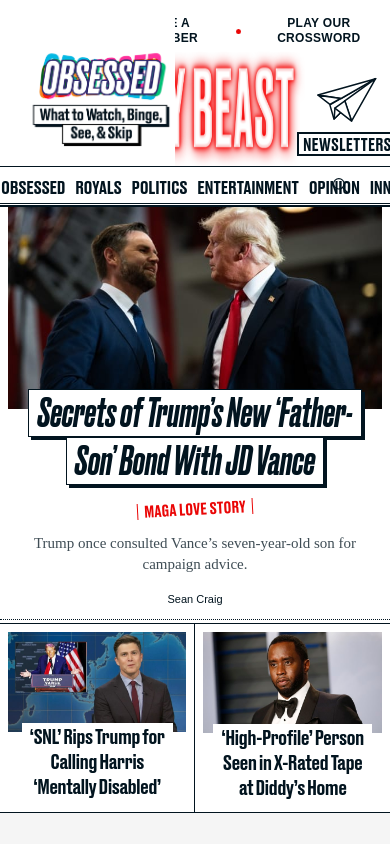 E A
BER
PLAY OUR
CROSSWORD
OBSESSED
What to Watch, Binge,
See, & Skip
Y BEAST
NEWSLETTERS
OBSESSED ROYALS POLITICS ENTERTAINMENT OPINION INN
Secrets of Trump’s New ‘Father-
Son’ Bond With JD Vance
MAGA LOVE STORY
Trump once consulted Vance’s seven-year-old son for
campaign advice.
Sean Craig
TRUMP
‘SNL’ Rips Trump for
Calling Harris
‘Mentally Disabled’
‘High-Profile’ Person
Seen in X-Rated Tape
at Diddy’s Home